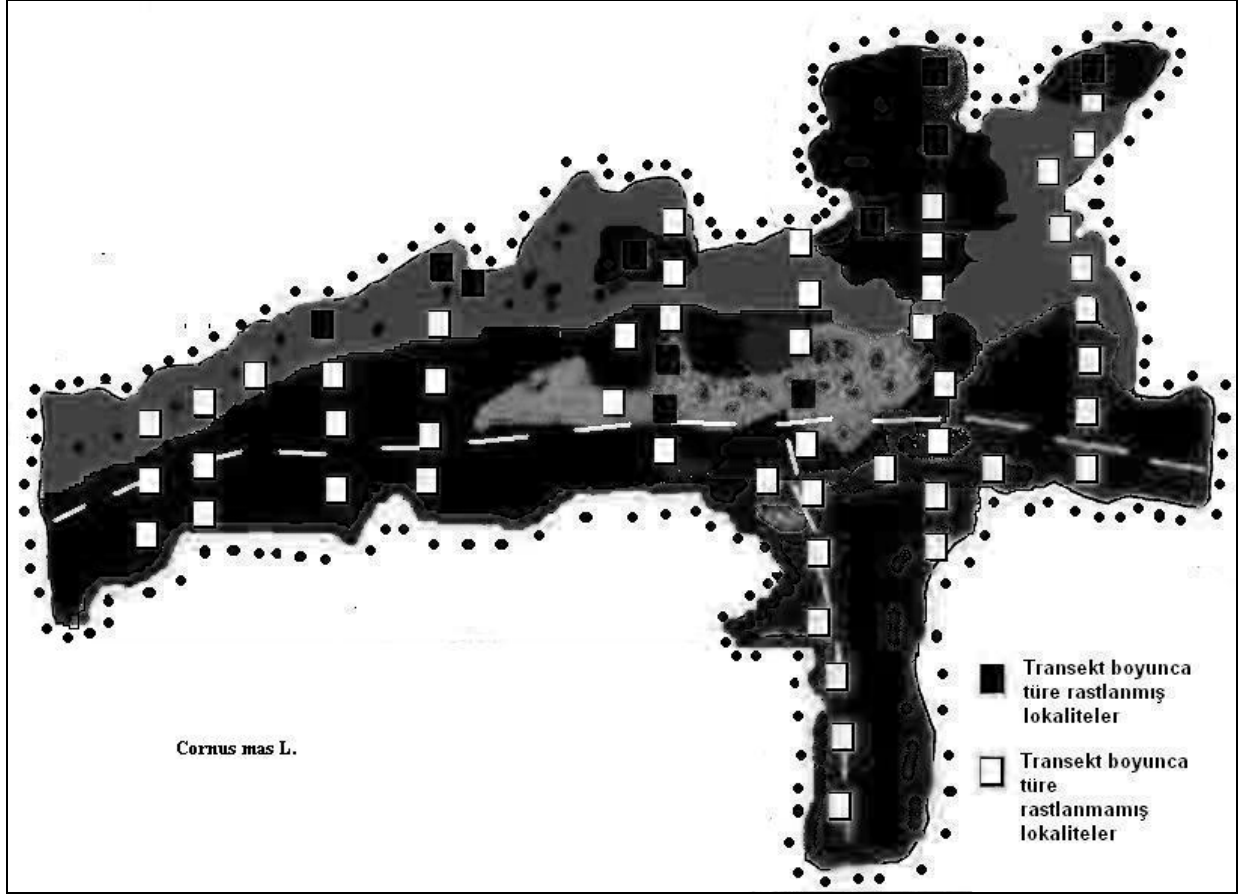 Transekt boyunca
türe rastlanmış
lokaliteler
Transekt boyunca
türe
rastlanmamış
lokaliteler
Cornus mas L.